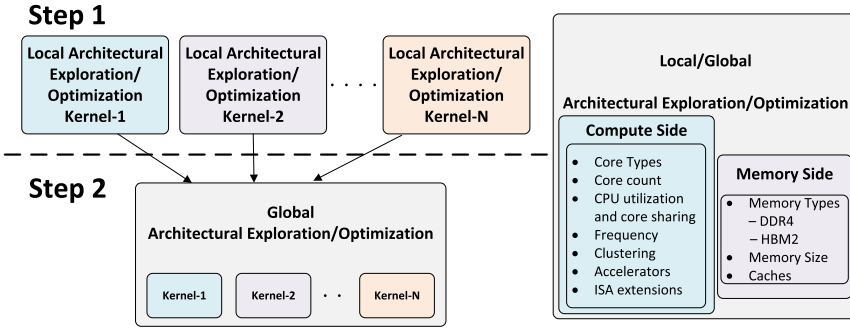 Step 1
Local Architectural
Exploration/
Optimization
Kernel-1
Local Architectural
Exploration/
Optimization
Kernel-2
. . . .
Local Architectural
Exploration/
Optimization
Kernel-N
Step 2
Global
Architectural Exploration/Optimization
Kernel-1
Kernel-2
. .
Kernel-N
Local/Global
Architectural Exploration/Optimization
Compute Side
• Core Types
• Core count
• CPU utilization
and core sharing
• Frequency
• Clustering
• Accelerators
• ISA extensions
Memory Side
• Memory Types
– DDR4
– HBM2
• Memory Size
• Caches